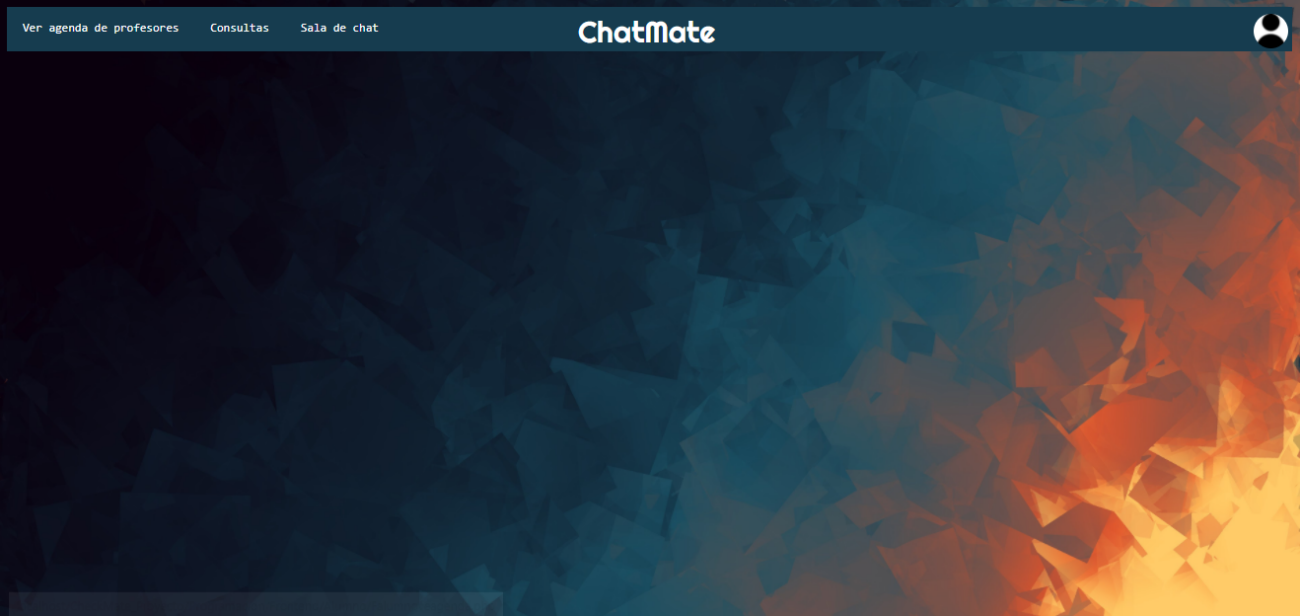 Ver agenda de profesores Consultas Sala de chat ChatMate